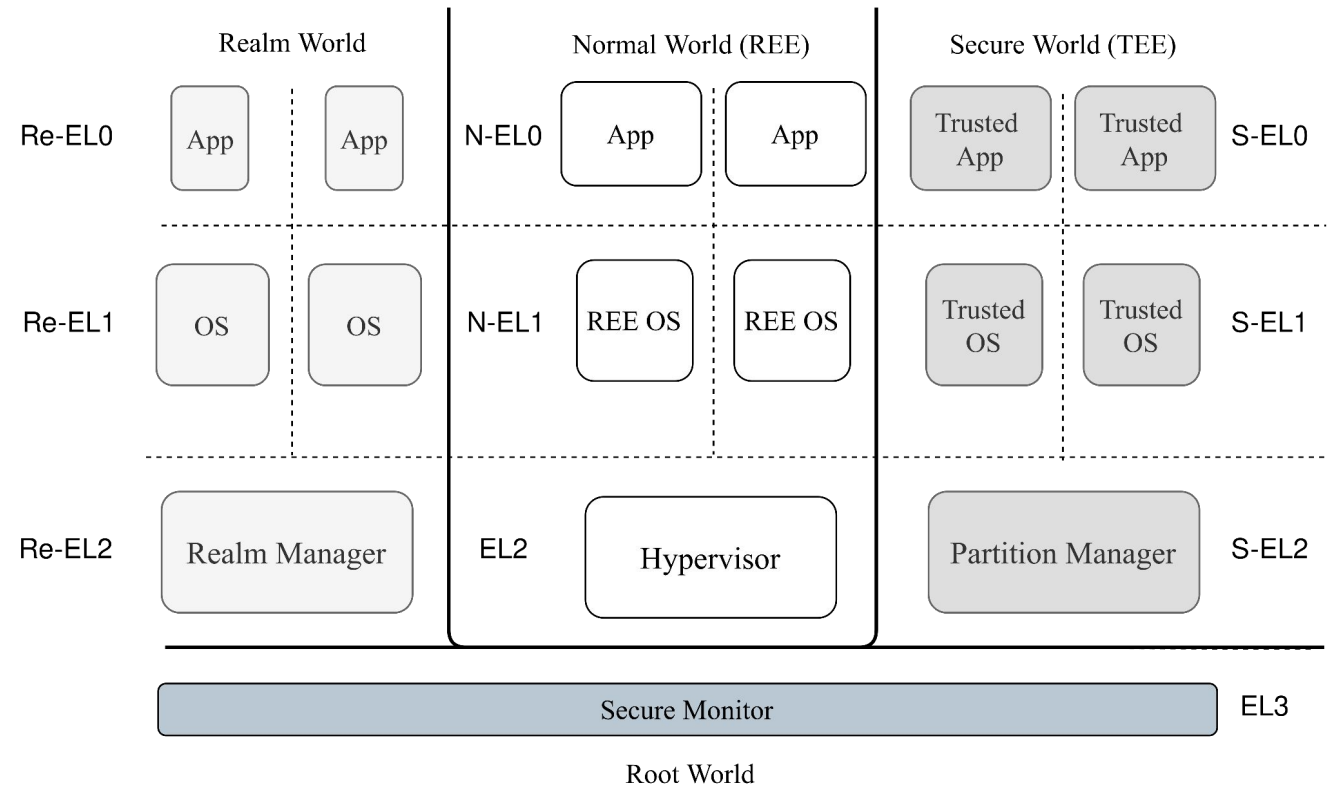 Realm World
Normal World (REE)
Secure World (TEE)
Re-EL0
App
App
N-EL0
App
App
Trusted
App
Trusted
App
S-EL0
Re-EL1
OS
OS
N-EL1
REE OS
REE OS
Trusted
OS
Trusted
OS
S-EL1
Re-EL2
Realm Manager
EL2
Hypervisor
Partition Manager
S-EL2
Secure Monitor
EL3
Root World